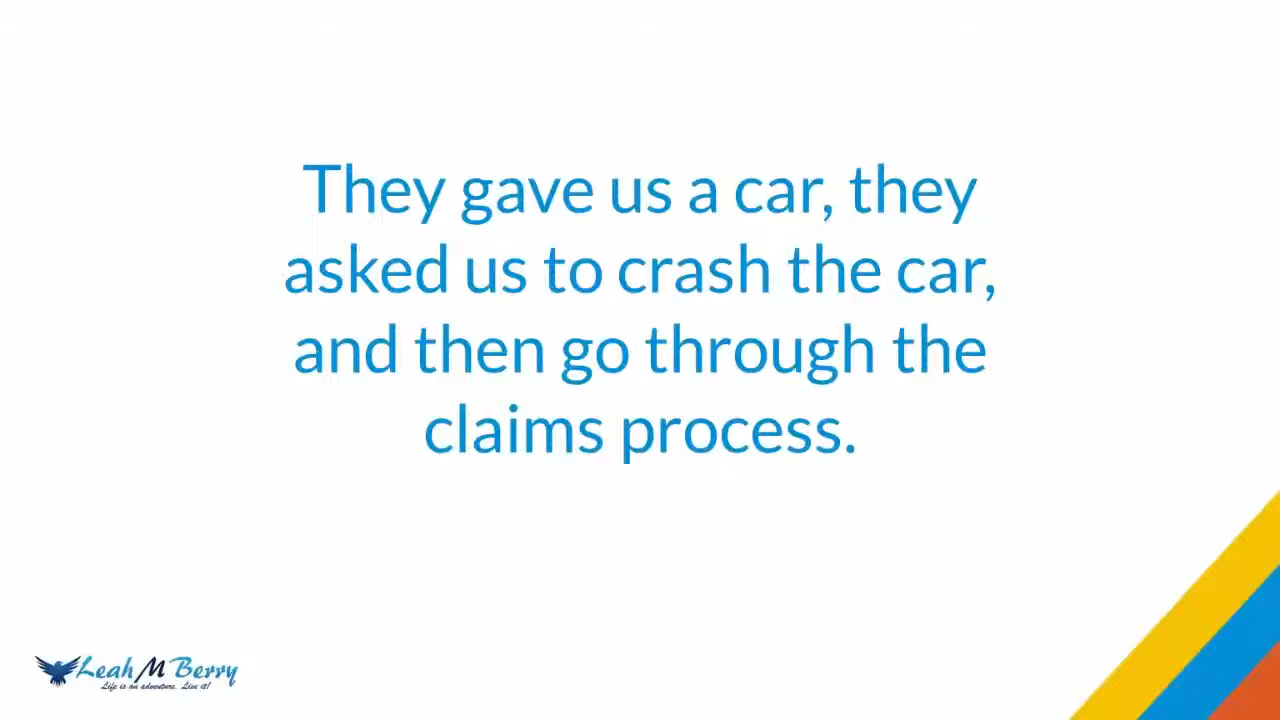 They gave us a car, they
asked us to crash the car,
and then go through the
claims process.
Leah M Berry
Life is an adventure. Live it!